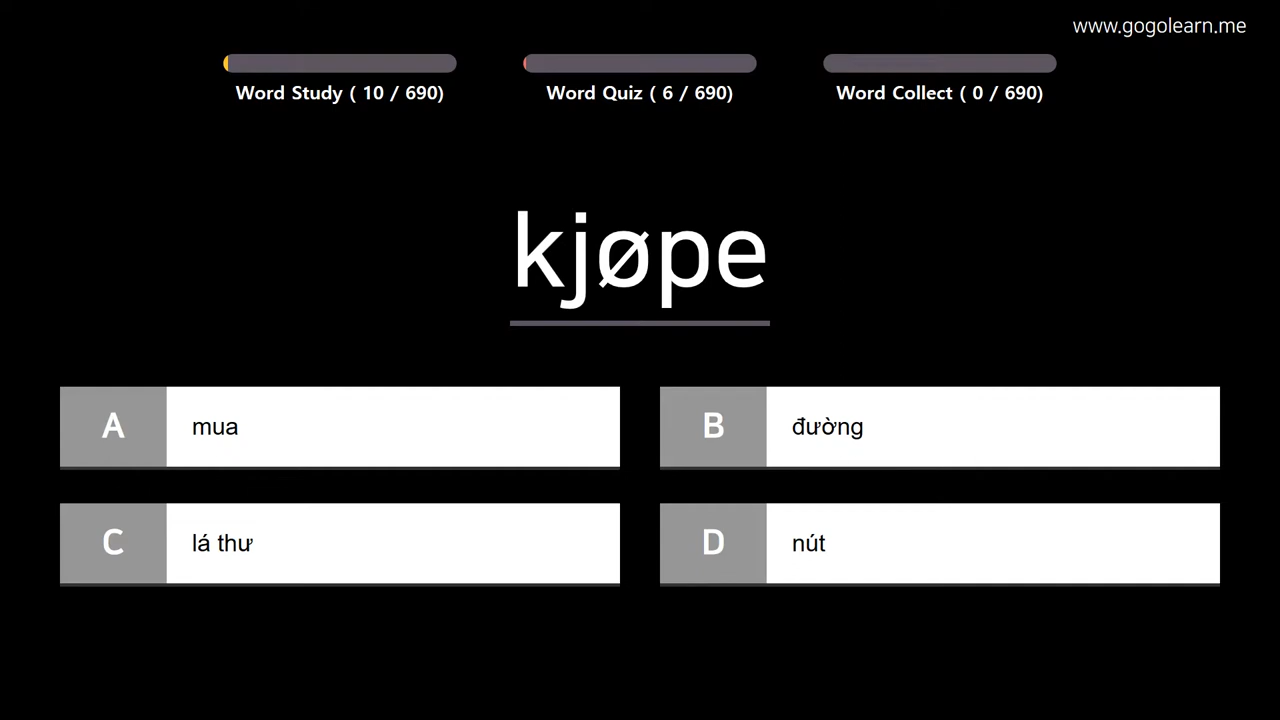 www.gogolearn.me
Word Study ( 10 / 690)
Word Quiz ( 6 / 690)
Word Collect ( 0 / 690)
kjøpe
A mua
B đường
C lá thư
D nút